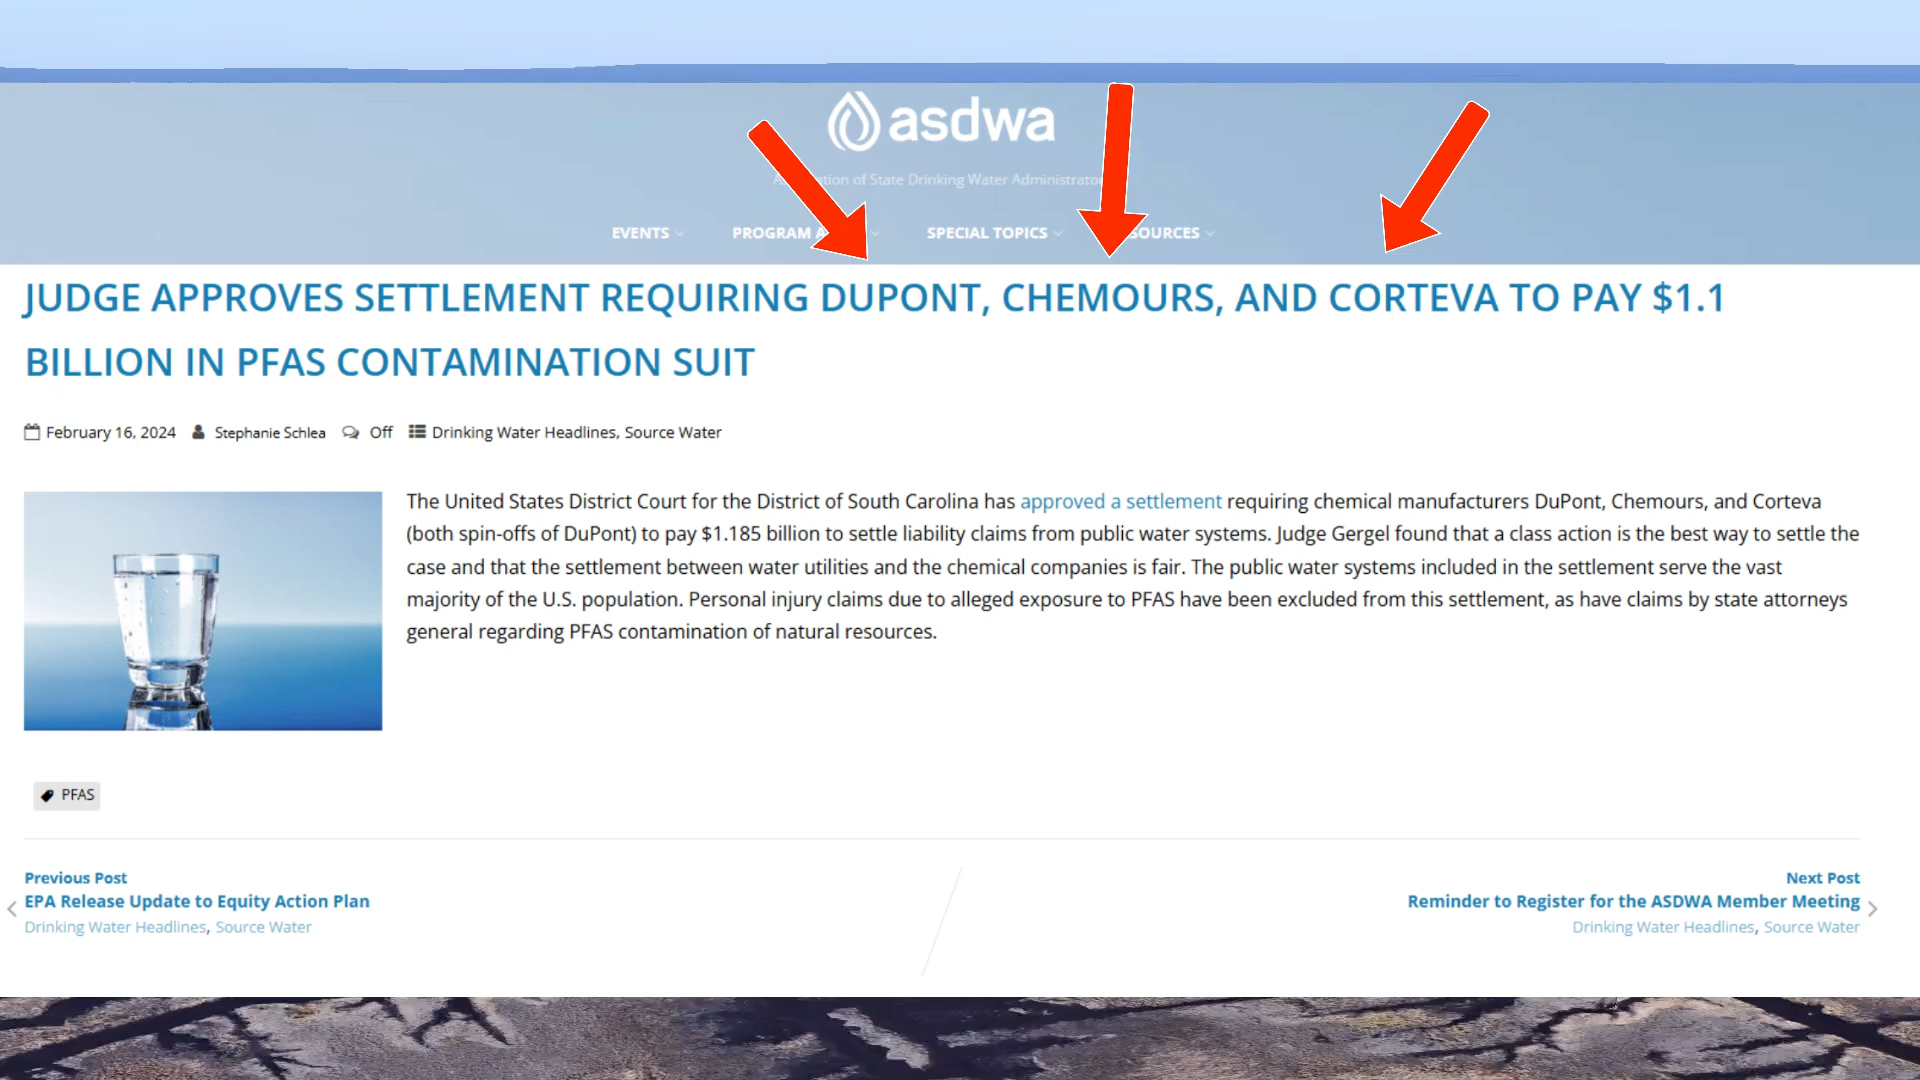 asdwa
of State Drinking Water
EVENTS
PROGRAM
SPECIAL TOPICS
JUDGE APPROVES SETTLEMENT REQUIRING DUPONT, CHEMOURS, AND CORTEVA TO PAY $1.1
BILLION IN PFAS CONTAMINATION SUIT
February 16, 2024 Stephanie Schlea Off Drinking Water Headlines, Source Water
The United States District Court for the District of South Carolina has approved a settlement requiring chemical manufacturers DuPont, Chemours, and Corteva
(both spin-offs of DuPont) to pay $1.185 billion to settle liability claims from public water systems. Judge Gergel found that a class action is the best way to settle the
case and that the settlement between water utilities and the chemical companies is fair. The public water systems included in the settlement serve the vast
majority of the U.S. population. Personal injury claims due to alleged exposure to PFAS have been excluded from this settlement, as have claims by state attorneys
general regarding PFAS contamination of natural resources.
PFAS
Previous Post
EPA Release Update to Equity Action Plan
Drinking Water Headlines, Source Water
Next Post
Reminder to Register for the ASDWA Member Meeting
Drinking Water Headlines, Source Water